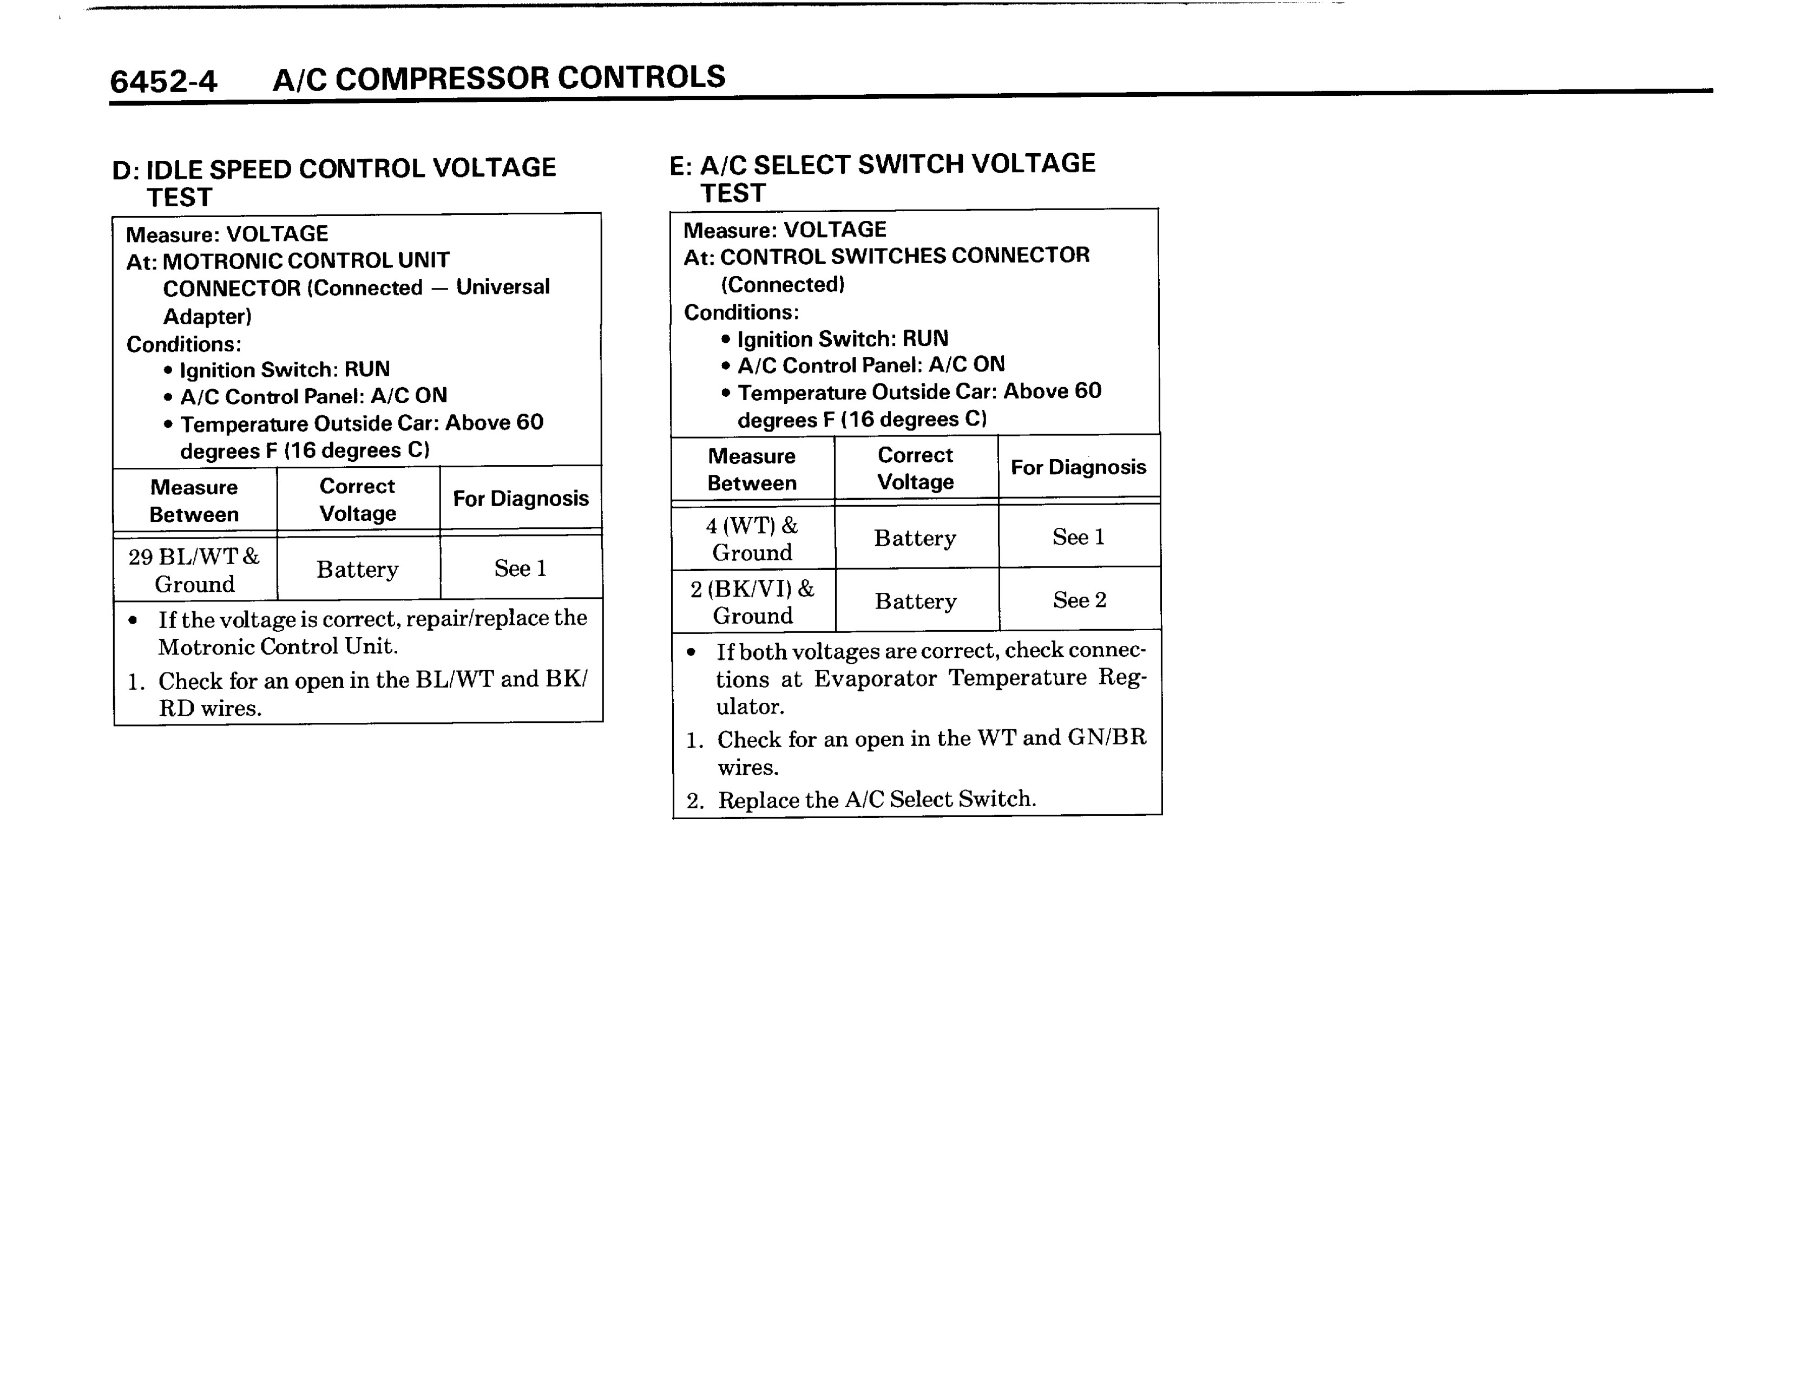 6452-4 A/C COMPRESSOR CONTROLS
D: IDLE SPEED CONTROL VOLTAGE
TEST
Measure: VOLTAGE
At: MOTRONIC CONTROL UNIT
CONNECTOR (Connected — Universal
Adapter)
Conditions:
• Ignition Switch: RUN
• A/C Control Panel: A/C ON
• Temperature Outside Car: Above 60
degrees F (16 degrees C)
Measure Between | Correct Voltage | For Diagnosis
29 BL/WT & Ground | Battery | See 1
• If the voltage is correct, repair/replace the
Motronic Control Unit.
1. Check for an open in the BL/WT and BK/
RD wires.
E: A/C SELECT SWITCH VOLTAGE
TEST
Measure: VOLTAGE
At: CONTROL SWITCHES CONNECTOR
(Connected)
Conditions:
• Ignition Switch: RUN
• A/C Control Panel: A/C ON
• Temperature Outside Car: Above 60
degrees F (16 degrees C)
Measure Between | Correct Voltage | For Diagnosis
4 (WT) & Ground | Battery | See 1
2 (BK/VI) & Ground | Battery | See 2
• If both voltages are correct, check connec-
tions at Evaporator Temperature Reg-
ulator.
1. Check for an open in the WT and GN/BR
wires.
2. Replace the A/C Select Switch.